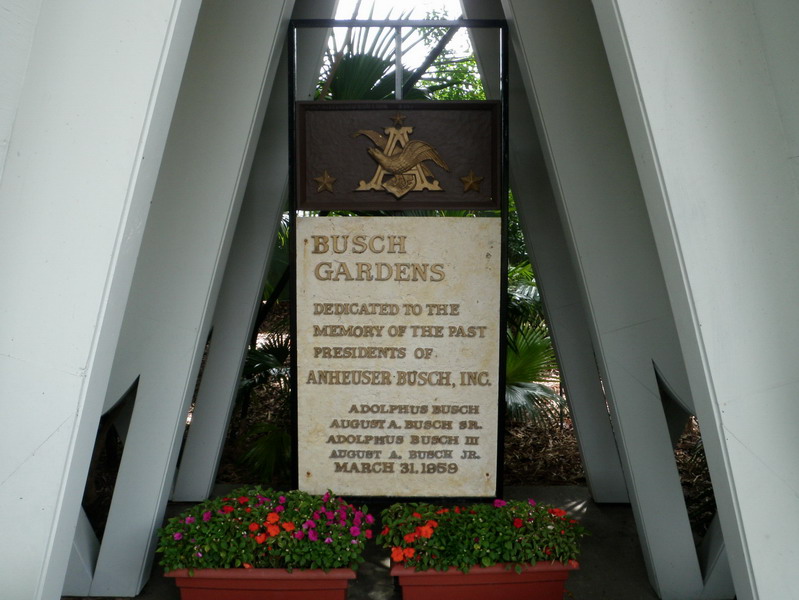 A
BUSCH
GARDENS
DEDICATED TO THE
MEMORY OF THE PAST
PRESIDENTS OF
ANHEUSER BUSCH, INC.
ADOLPHUS BUSCH
AUGUST A. BUSCH SR.
ADOLPHUS BUSCH III
AUGUST A. BUSCH JR.
MARCH 31. 1959